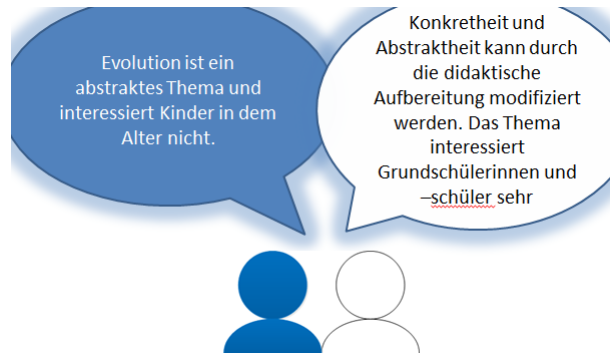 Evolution ist ein
abstraktes Thema und
interessiert Kinder in dem
Alter nicht.
Konkretheit und
Abstraktheit kann durch
die didaktische
Aufbereitung modifiziert
werden. Das Thema
interessiert
Grundschülerinnen und
–schüler sehr